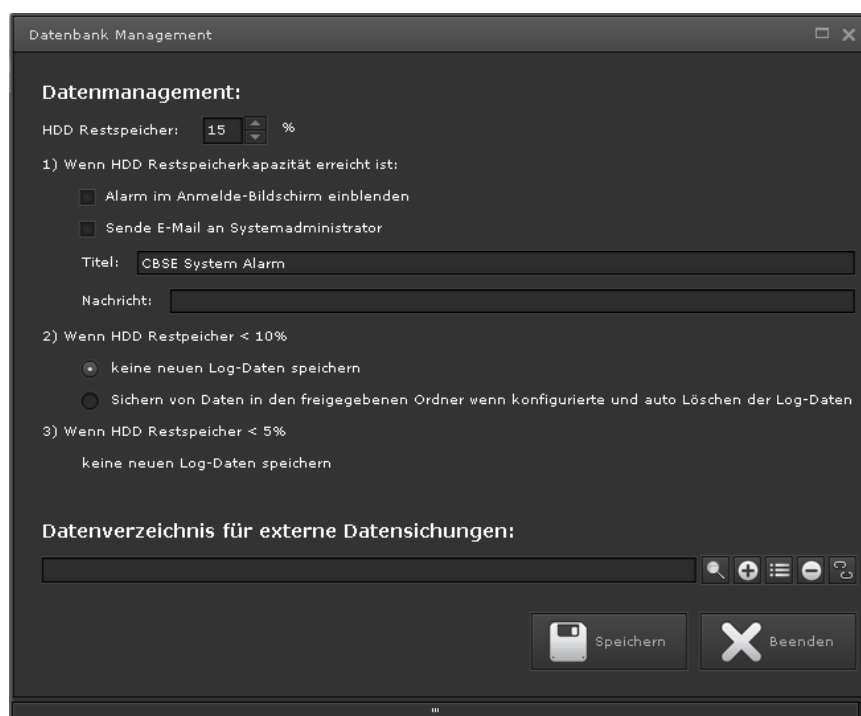 Datenbank Management
Datenmanagement:
HDD Restspeicher: 15 %
1) Wenn HDD Restspeicherkapazität erreicht ist:
Alarm im Anmelde-Bildschirm einblenden
Sende E-Mail an Systemadministrator
Titel: CBSE System Alarm
Nachricht:
2) Wenn HDD Restpeicher < 10%
keine neuen Log-Daten speichern
Sichern von Daten in den freigegebenen Ordner wenn konfigurierte und auto Löschen der Log-Daten
3) Wenn HDD Restspeicher < 5%
keine neuen Log-Daten speichern
Datenverzeichnis für externe Datensichungen:
Speichern Beenden